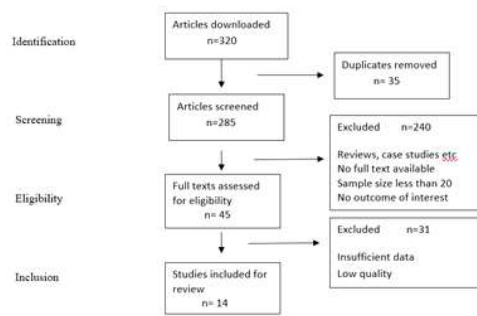 Identification
Articles downloaded
n=320
Duplicates removed
n= 35
Screening
Articles screened
n=285
Excluded n=240
Reviews, case studies etc
No full text available
Sample size less than 20
No outcome of interest
Eligibility
Full texts assessed
for eligibility
n= 45
Excluded n=31
Insufficient data
Low quality
Inclusion
Studies included for
review
n= 14